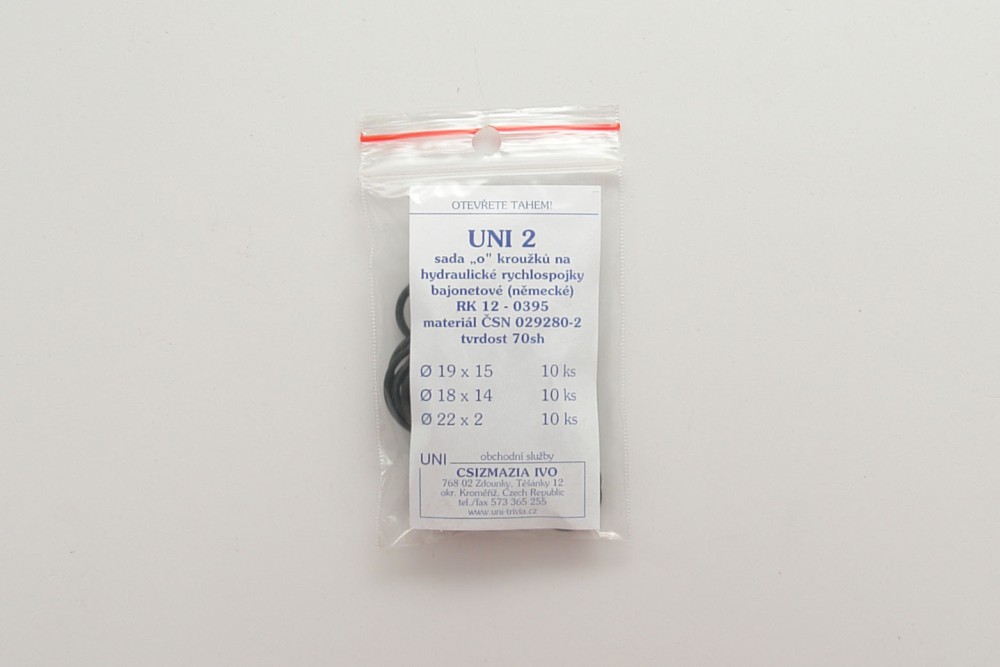 OTEVŘETE TAHEM!
UNI 2
sada „o" kroužků na
hydraulické rychlospojky
bajonetové (německé)
RK 12 - 0395
materiál ČSN 029280-2
tvrdost 70sh
Ø 19 x 15 10 ks
Ø 18 x 14 10 ks
Ø 22 x 2 10 ks
UNI obchodní služby
CSIZMAZIA IVO
768 02 Zdounky, Těšánky 12
okr. Kroměříž, Czech Republic
tel./fax 573 365 255
www.uni-trivia.cz